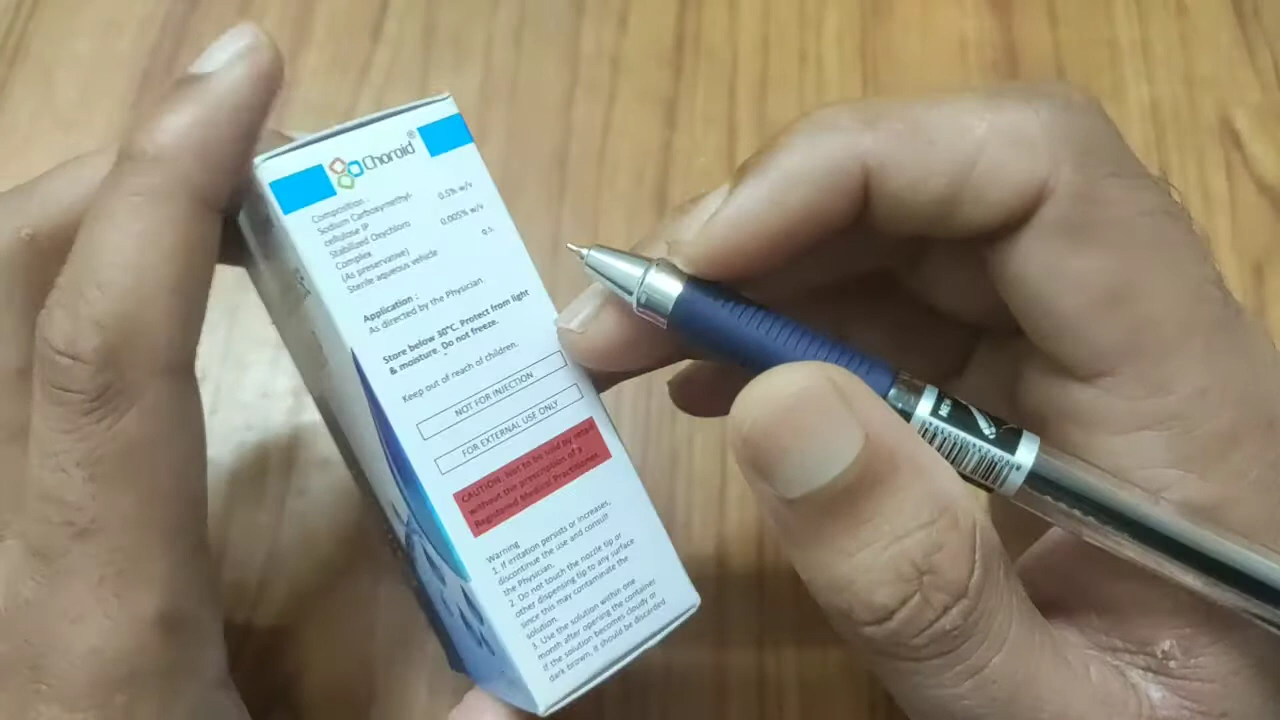 Choroid®
Composition :
Sodium Carboxymethyl- 0.5% w/v
cellulose IP
Stabilized Oxychloro 0.005% w/v
Complex
(As preservative)
Sterile aqueous vehicle q.s.
Application :
As directed by the Physician
Store below 30°C. Protect from light
& moisture. Do not freeze.
Keep out of reach of children.
NOT FOR INJECTION
FOR EXTERNAL USE ONLY
CAUTION: Not to be sold by retail
without the prescription of a
Registered Medical Practitioner.
Warning
1. If irritation persists or increases,
discontinue the use and consult
the Physician.
2. Do not touch the nozzle tip or
other dispensing tip to any surface
since this may contaminate the
solution.
3. Use the solution within one
month after opening the container
If the solution becomes cloudy or
dark brown, it should be discarded